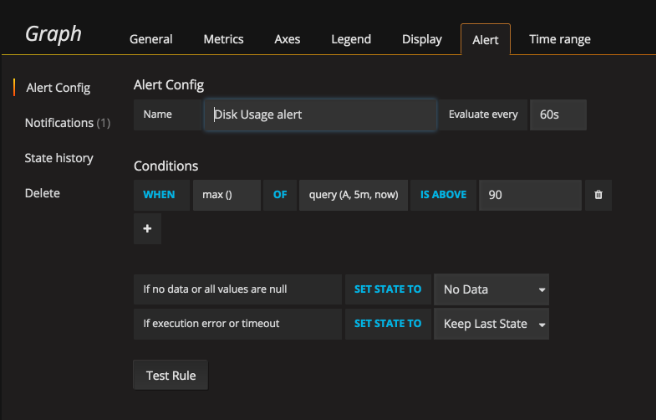 Graph General Metrics Axes Legend Display Alert Time range
Alert Config
Notifications (1)
State history
Delete
Alert Config
Name Disk Usage alert Evaluate every 60s
Conditions
WHEN max () OF query (A, 5m, now) IS ABOVE 90
+
If no data or all values are null SET STATE TO No Data
If execution error or timeout SET STATE TO Keep Last State
Test Rule